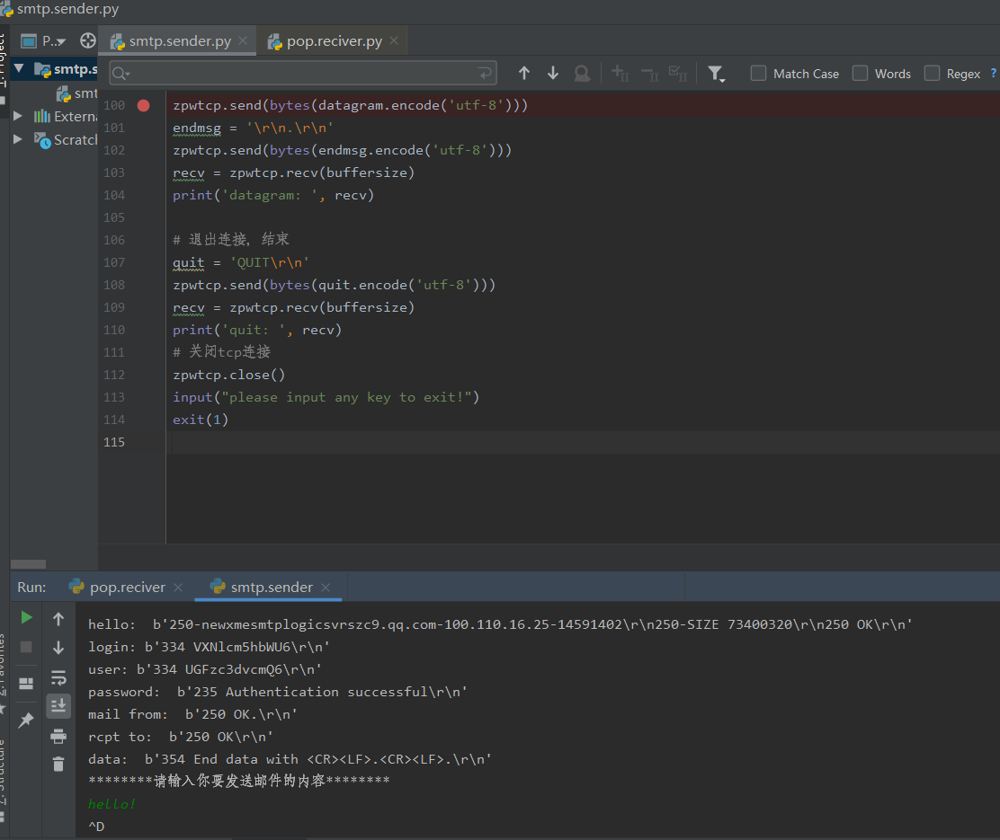 smtp.sender.py
P..
smtp.sender.py
pop.reciver.py
smtp.s
Match Case
Words
Regex
?
smt
Externa
Scratch
100 zpwtcp.send(bytes(datagram.encode('utf-8')))
101 endmsg = '\r\n.\r\n'
102 zpwtcp.send(bytes(endmsg.encode('utf-8')))
103 recv = zpwtcp.recv(buffersize)
104 print('datagram: ', recv)
105
106 # 退出连接，结束
107 quit = 'QUIT\r\n'
108 zpwtcp.send(bytes(quit.encode('utf-8')))
109 recv = zpwtcp.recv(buffersize)
110 print('quit: ', recv)
111 # 关闭tcp连接
112 zpwtcp.close()
113 input("please input any key to exit!")
114 exit(1)
115
Run:
pop.reciver
smtp.sender
hello:  b'250-newxmesmtplogicsvrszc9.qq.com-100.110.16.25-14591402\r\n250-SIZE 73400320\r\n250 OK\r\n'
login: b'334 VXNlcm5hbWU6\r\n'
user: b'334 UGFzc3dvcmQ6\r\n'
password:  b'235 Authentication successful\r\n'
mail from:  b'250 OK.\r\n'
rcpt to:  b'250 OK\r\n'
data:  b'354 End data with <CR><LF>.<CR><LF>.\r\n'
********请输入你要发送邮件的内容********
hello!
^D